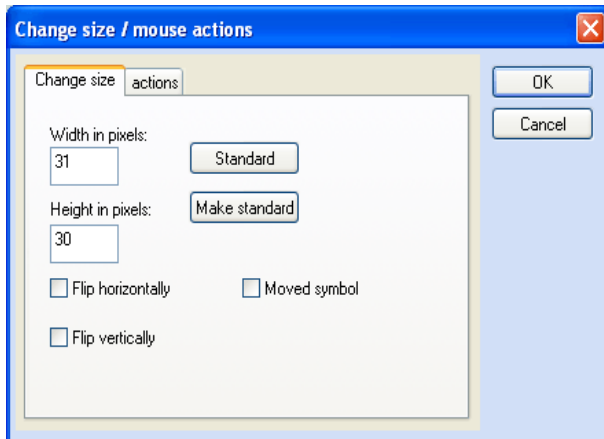 Change size / mouse actions
Change size
actions
OK
Cancel
Width in pixels:
31
Standard
Height in pixels:
Make standard
30
Flip horizontally
Moved symbol
Flip vertically